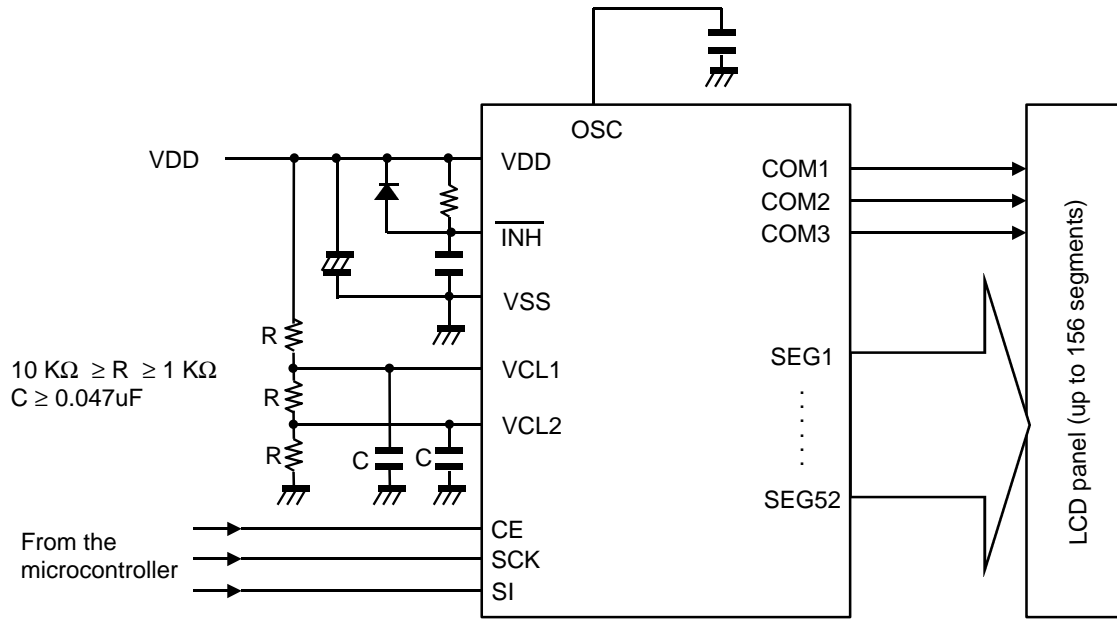 OSC
VDD
VDD
COM1
COM2
INH
COM3
VSS
R
10 KΩ ≥ R ≥ 1 KΩ
C ≥ 0.047uF
VCL1
SEG1
R
VCL2
R
C
C
SEG52
From the
microcontroller
CE
SCK
SI
LCD panel (up to 156 segments)